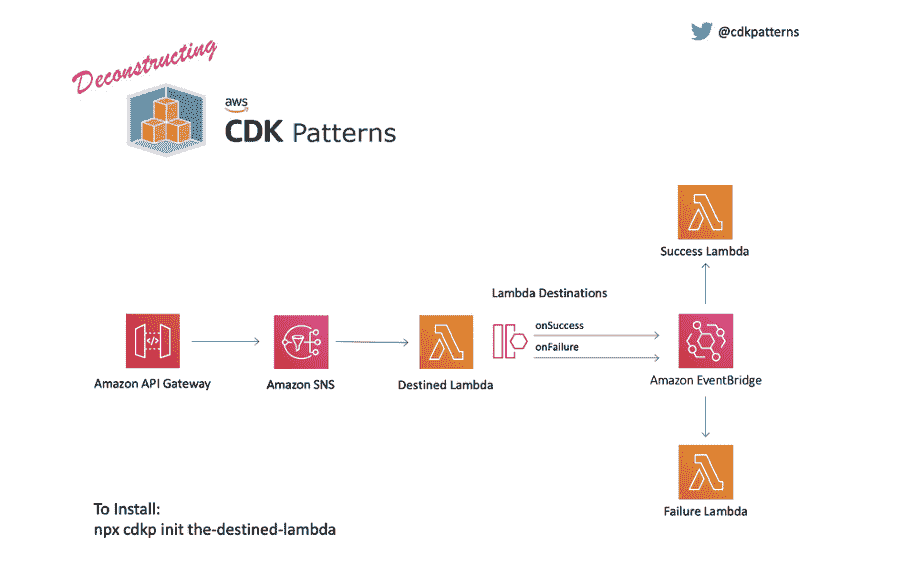 @cdkpatterns
Deconstructing
aws
CDK Patterns
Success Lambda
Lambda Destinations
onSuccess
onFailure
Amazon API Gateway
Amazon SNS
Destined Lambda
Amazon EventBridge
Failure Lambda
To Install:
npx cdkp init the-destined-lambda